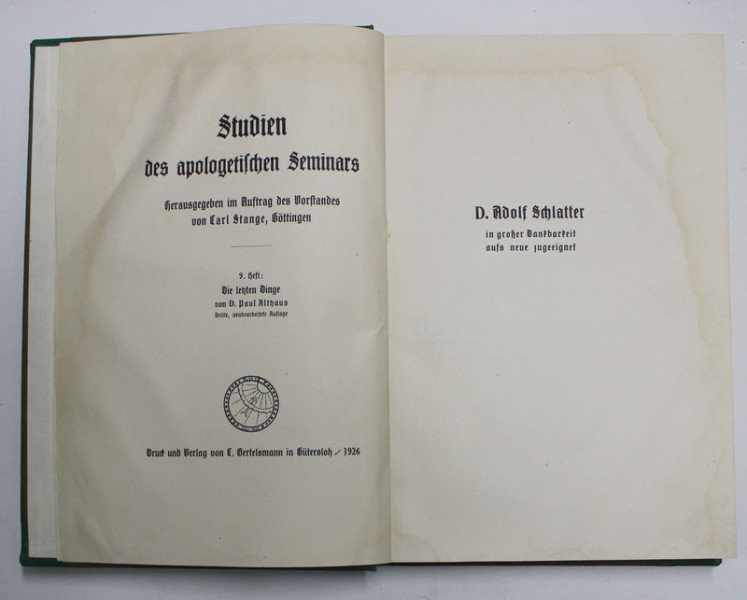 Studien
des apologetischen Seminars
Herausgegeben im Auftrag des Vorstandes
von Carl Stange, Göttingen
9. Heft:
Die letzten Dinge
von D. Paul Althaus
Dritte, neubearbeitete Auflage
Druck und Verlag von C. Bertelsmann in Gütersloh / 1926
D. Adolf Schlatter
in großer Dankbarkeit
aufs neue zugeeignet